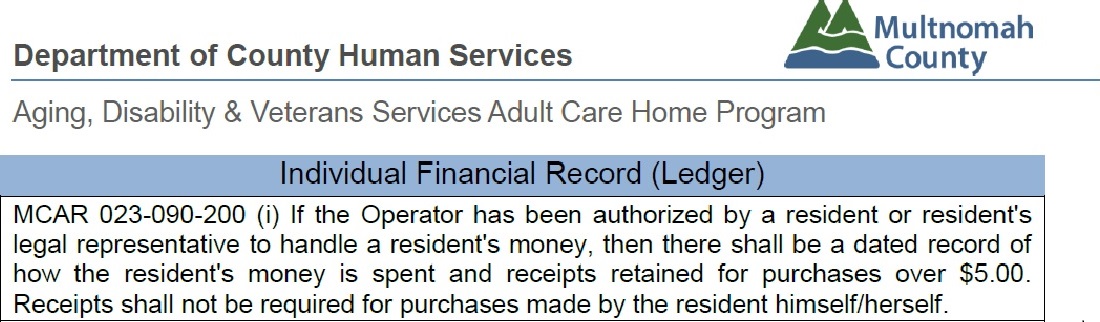 Multnomah
County
Department of County Human Services
Aging, Disability & Veterans Services Adult Care Home Program
Individual Financial Record (Ledger)
MCAR 023-090-200 (i) If the Operator has been authorized by a resident or resident's
legal representative to handle a resident's money, then there shall be a dated record of
how the resident's money is spent and receipts retained for purchases over $5.00.
Receipts shall not be required for purchases made by the resident himself/herself.